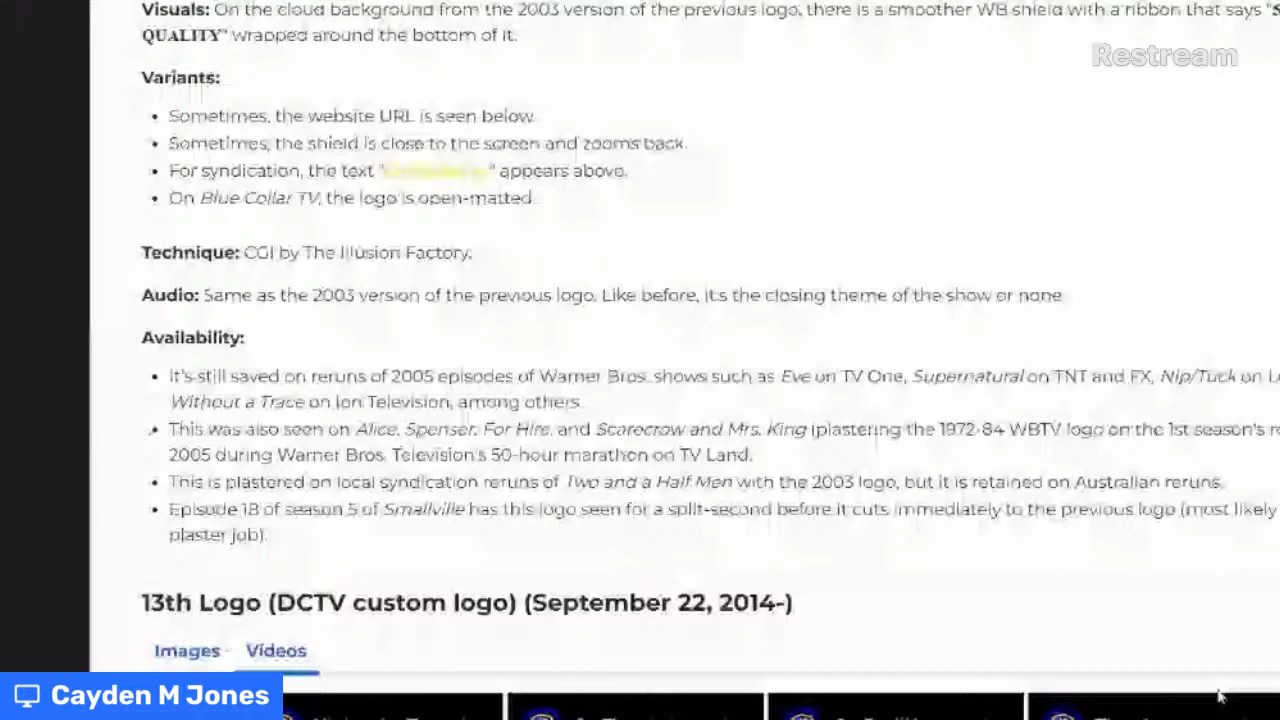 Visuals: On the cloud background from the 2003 version of the previous logo, there is a smoother WB shield with a ribbon that says "S
QUALITY" wrapped around the bottom of it.
Restream
Variants:
• Sometimes, the website URL is seen below.
• Sometimes, the shield is close to the screen and zooms back.
• For syndication, the text " " appears above.
• On Blue Collar TV, the logo is open-matted.
Technique: CGI by The Illusion Factory.
Audio: Same as the 2003 version of the previous logo. Like before, it's the closing theme of the show or none.
Availability:
• It's still saved on reruns of 2005 episodes of Warner Bros. shows such as Eve on TV One, Supernatural on TNT and FX, Nip/Tuck on
Without a Trace on Ion Television, among others.
• This was also seen on Alice, Spenser: For Hire, and Scarecrow and Mrs. King (plastering the 1972-84 WBTV logo on the 1st season's
2005 during Warner Bros. Television's 50-hour marathon on TV Land.
• This is plastered on local syndication reruns of Two and a Half Men with the 2003 logo, but it is retained on Australian reruns.
• Episode 18 of season 5 of Smallville has this logo seen for a split-second before it cuts immediately to the previous logo (most likely
plaster job).
13th Logo (DCTV custom logo) (September 22, 2014-)
Images Videos
Cayden M Jones